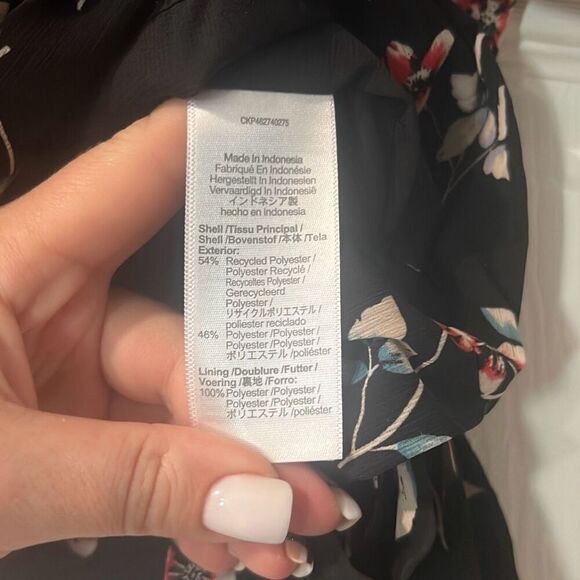 CKP462740275
Made In Indonesia
Fabriqué En Indonésie
Hergestellt In Indonesien
Vervaardigd In Indonesië
インドネシア製
hecho en indonesia
Shell /Tissu Principal /
Shell /Bovenstof /本体 /Tela
Exterior:
54% Recycled Polyester /
Polyester Recyclé /
Recyceltes Polyester /
Gerecycleerd
Polyester /
リサイクルポリエステル /
poliester reciclado
46% Polyester /Polyester /
Polyester /Polyester /
ポリエステル /poliéster
Lining /Doublure /Futter /
Voering /裏地 /Forro:
100% Polyester /Polyester /
Polyester /Polyester /
ポリエステル /poliéster